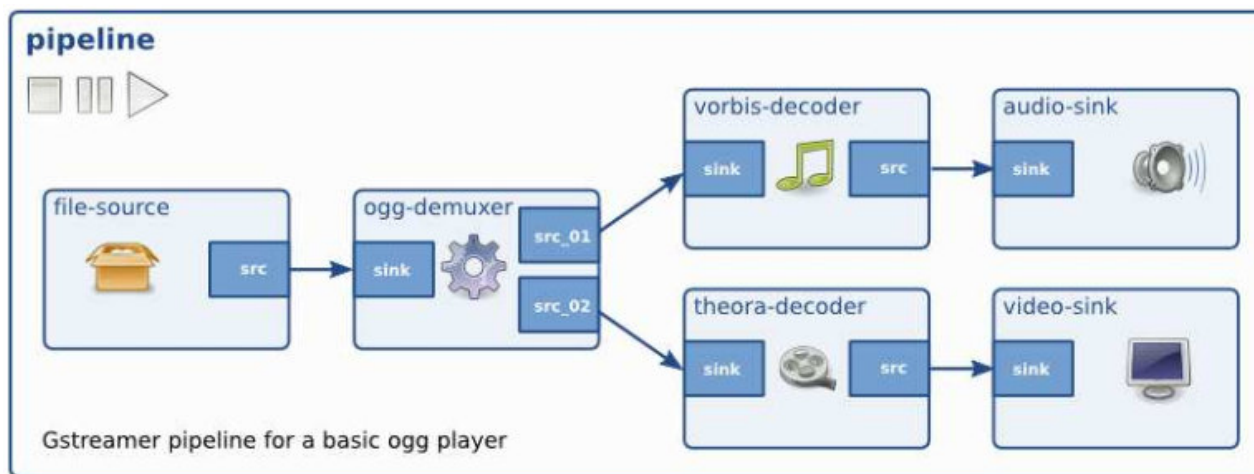 pipeline
file-source
src
ogg-demuxer
sink
src_01
src_02
vorbis-decoder
sink
src
audio-sink
sink
theora-decoder
sink
src
video-sink
sink
Gstreamer pipeline for a basic ogg player